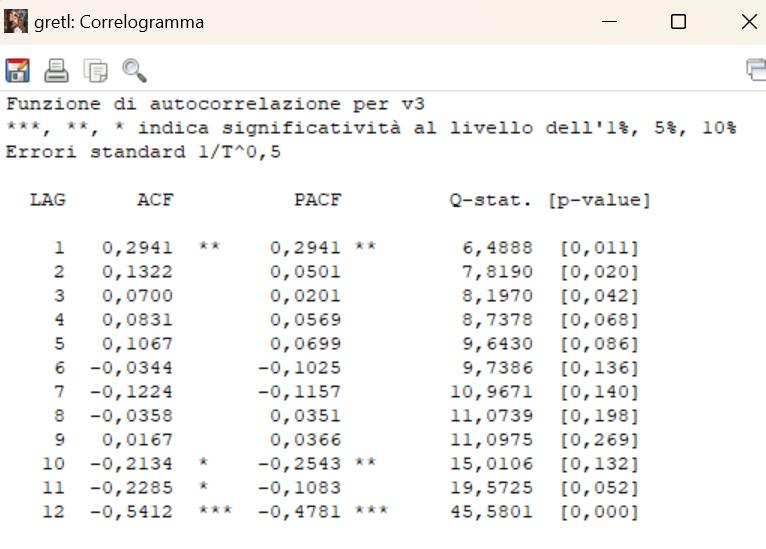 gretl: Correlogramma
Funzione di autocorrelazione per v3
***, **, * indica significatività al livello dell'1%, 5%, 10%
Errori standard 1/T^0,5
LAG ACF PACF Q-stat. [p-value]
1 0,2941 ** 0,2941 ** 6,4888 [0,011]
2 0,1322 0,0501 7,8190 [0,020]
3 0,0700 0,0201 8,1970 [0,042]
4 0,0831 0,0569 8,7378 [0,068]
5 0,1067 0,0699 9,6430 [0,086]
6 -0,0344 -0,1025 9,7386 [0,136]
7 -0,1224 -0,1157 10,9671 [0,140]
8 -0,0358 0,0351 11,0739 [0,198]
9 0,0167 0,0366 11,0975 [0,269]
10 -0,2134 * -0,2543 ** 15,0106 [0,132]
11 -0,2285 * -0,1083 19,5725 [0,052]
12 -0,5412 *** -0,4781 *** 45,5801 [0,000]